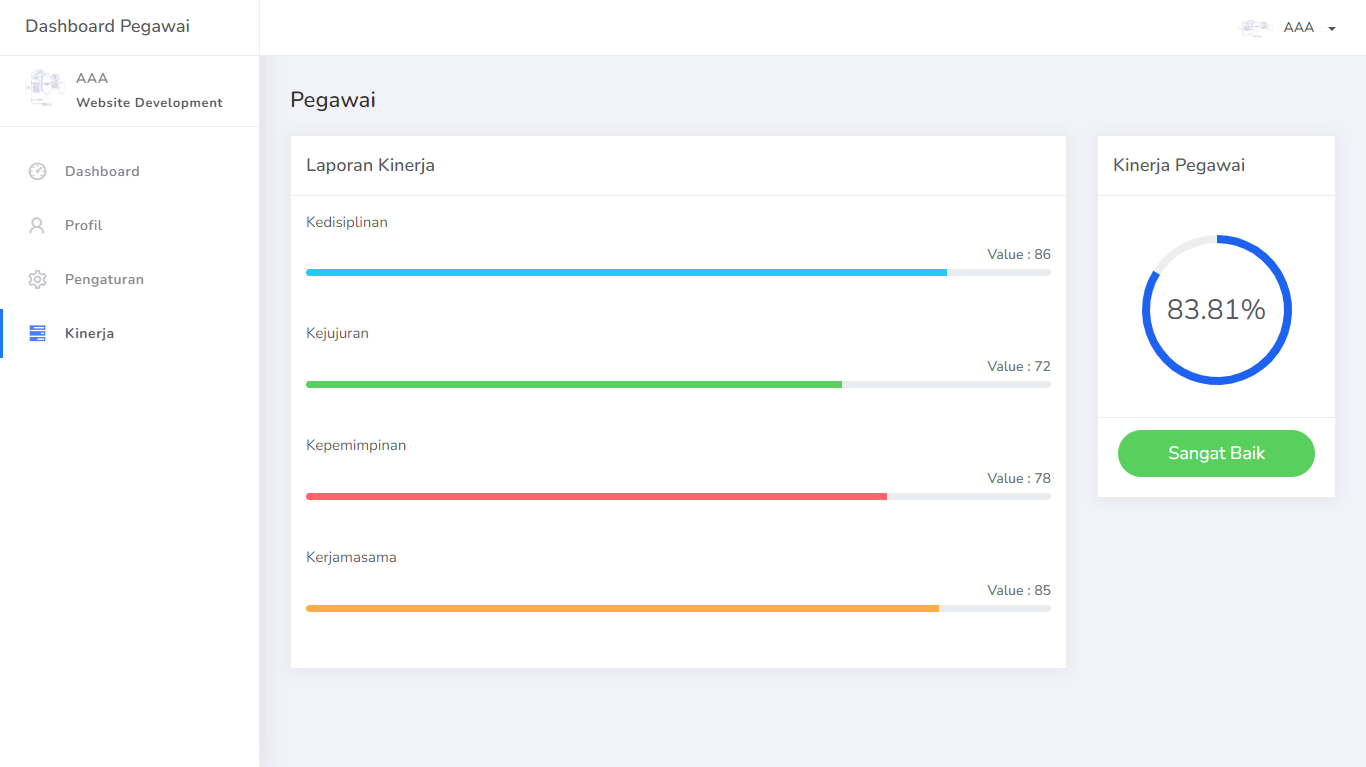 Dashboard Pegawai
AAA
AAA
Website Development
Dashboard
Profil
Pengaturan
Kinerja
Pegawai
Laporan Kinerja
Kedisiplinan
Value : 86
Kejujuran
Value : 72
Kepemimpinan
Value : 78
Kerjamasama
Value : 85
Kinerja Pegawai
83.81%
Sangat Baik